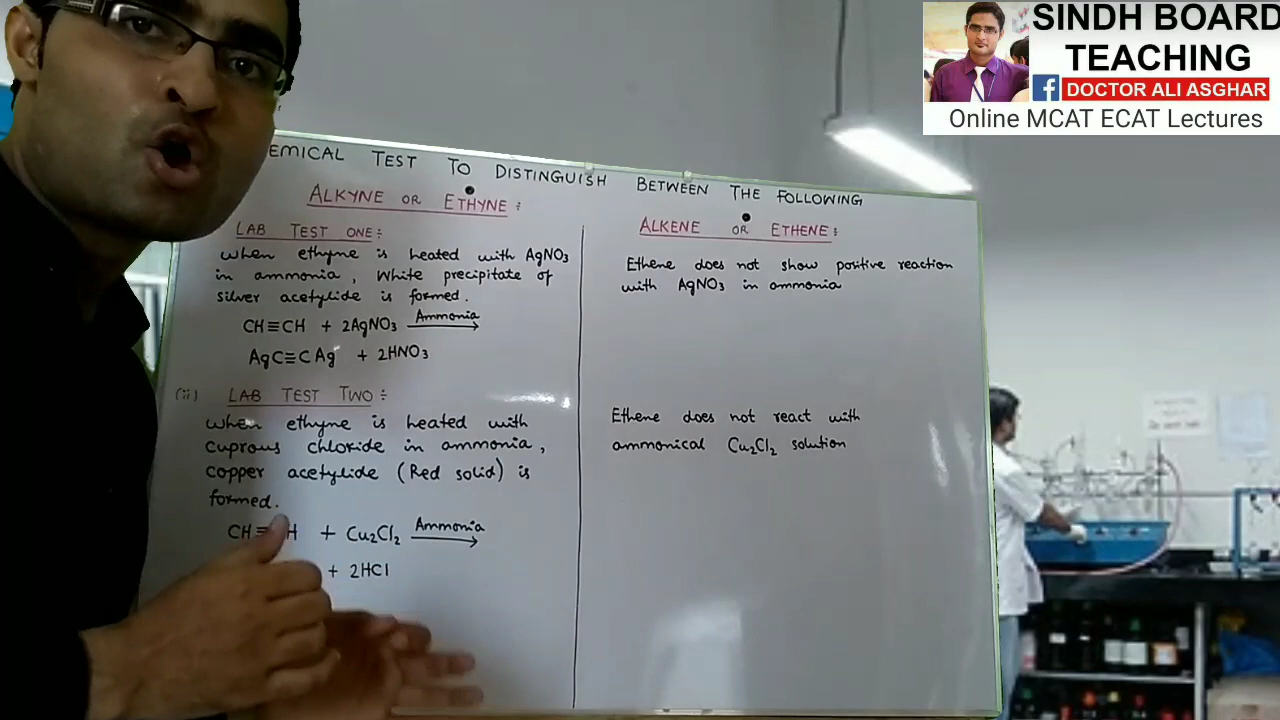 SINDH BOARD
TEACHING
DOCTOR ALI ASGHAR
Online MCAT ECAT Lectures
EMICAL TEST TO DISTINGUISH BETWEEN THE FOLLOWING
ALKYNE OR ETHYNE :
LAB TEST ONE :
When ethyne is heated with AgNO₃
in ammonia, White precipitate of
silver acetylide is formed.
CH≡CH + 2AgNO₃ Ammonia →
AgC≡CAg + 2HNO₃
(ii) LAB TEST TWO :
When ethyne is heated with
cuprous chloride in ammonia,
copper acetylide (Red solid) is
formed.
CH≡ H + Cu₂Cl₂ Ammonia →
+ 2HCl
ALKENE OR ETHENE :
Ethene does not show positive reaction
with AgNO₃ in ammonia
Ethene does not react with
ammonical Cu₂Cl₂ solution